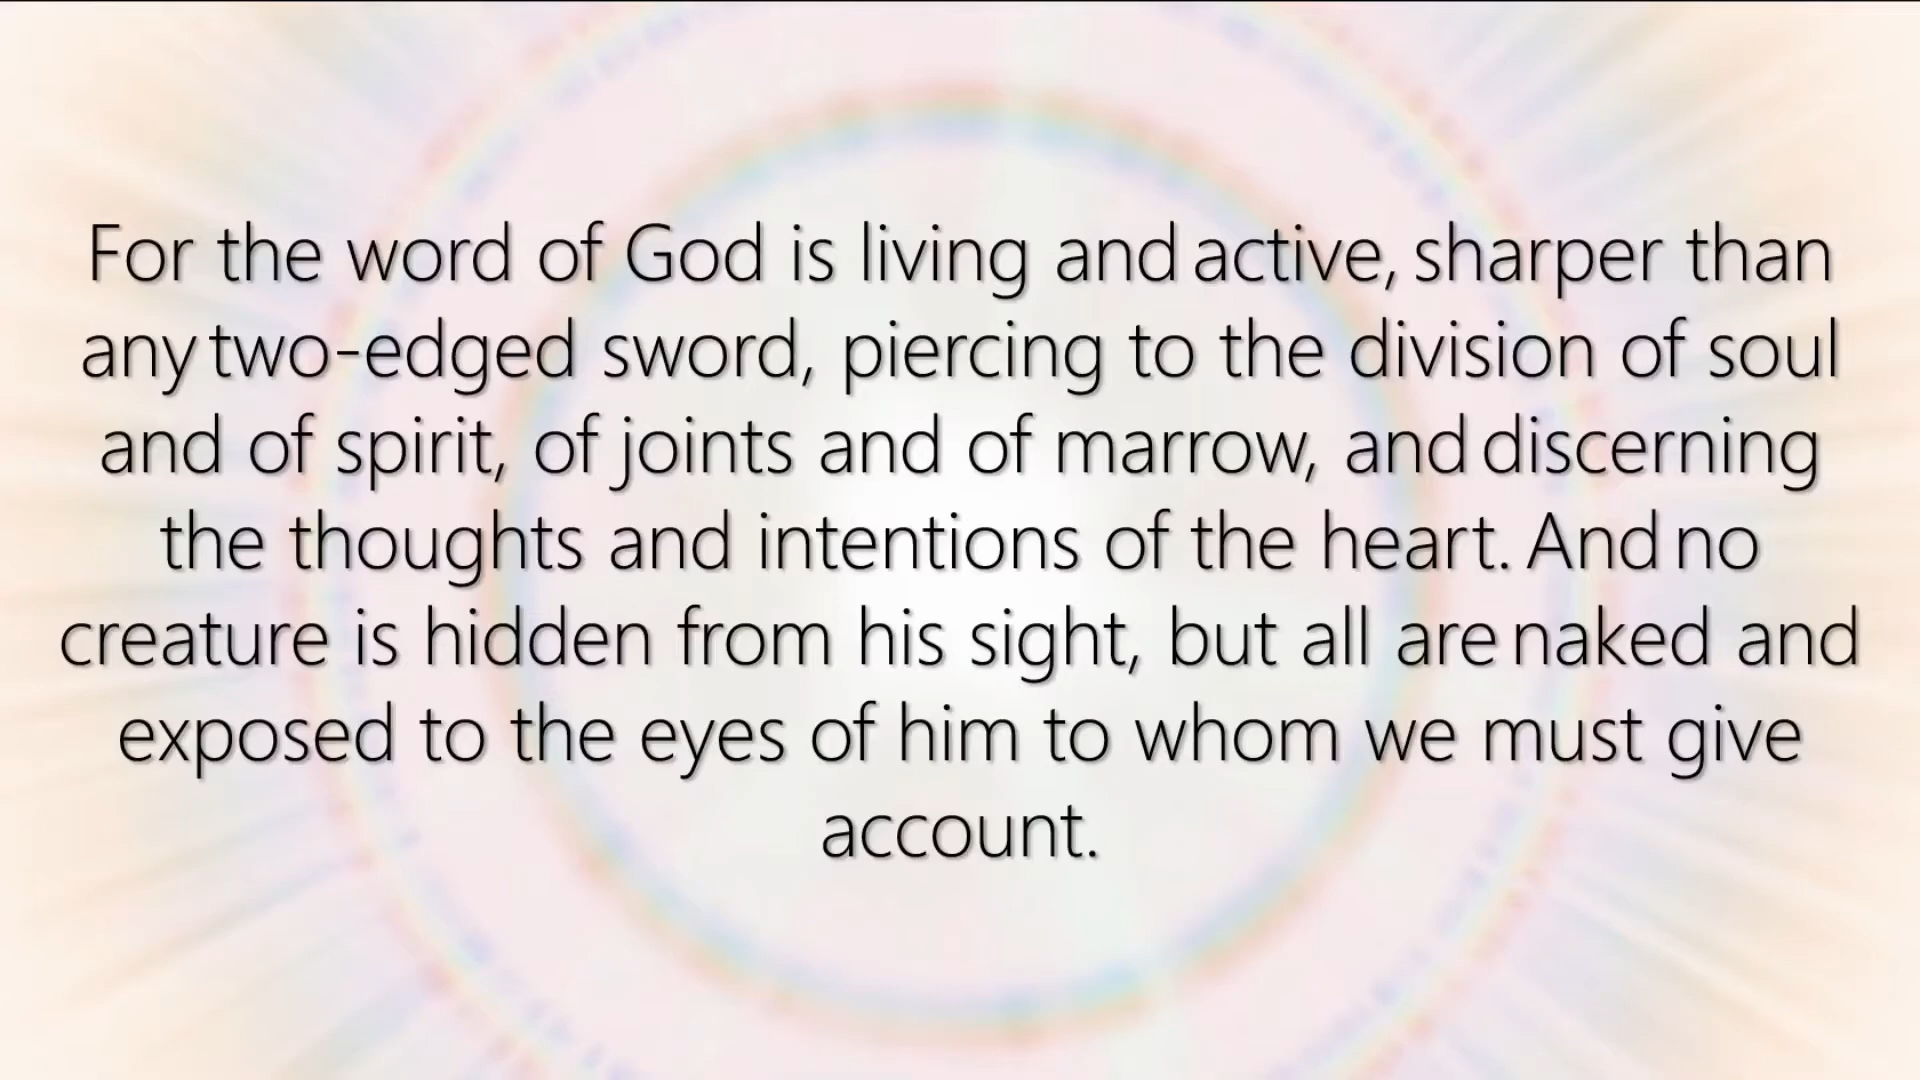 For the word of God is living and active, sharper than
any two-edged sword, piercing to the division of soul
and of spirit, of joints and of marrow, and discerning
the thoughts and intentions of the heart. And no
creature is hidden from his sight, but all are naked and
exposed to the eyes of him to whom we must give
account.